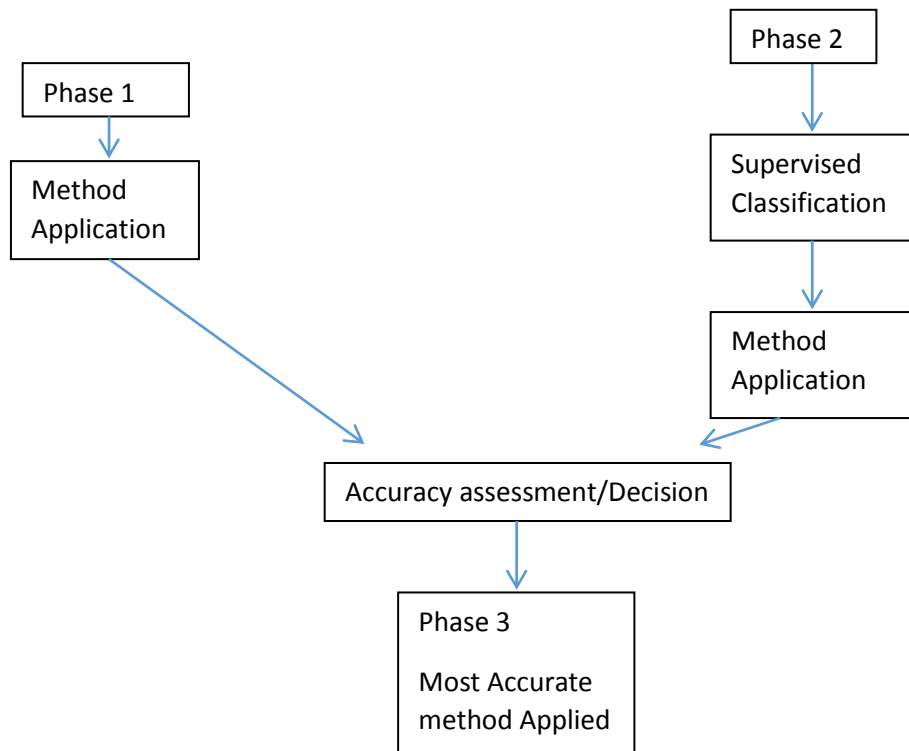 Phase 1
Method
Application
Phase 2
Supervised
Classification
Method
Application
Accuracy assessment/Decision
Phase 3
Most Accurate
method Applied